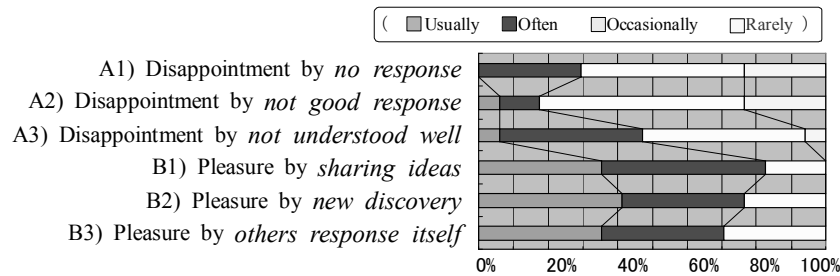 ( Usually Often Occasionally Rarely )
A1) Disappointment by no response
A2) Disappointment by not good response
A3) Disappointment by not understood well
B1) Pleasure by sharing ideas
B2) Pleasure by new discovery
B3) Pleasure by others response itself
0% 20% 40% 60% 80% 100%